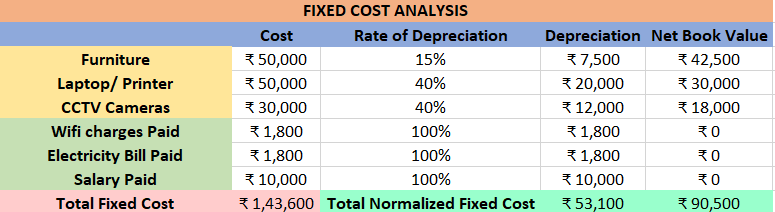 FIXED COST ANALYSIS
Cost Rate of Depreciation Depreciation Net Book Value
Furniture ₹ 50,000 15% ₹ 7,500 ₹ 42,500
Laptop/ Printer ₹ 50,000 40% ₹ 20,000 ₹ 30,000
CCTV Cameras ₹ 30,000 40% ₹ 12,000 ₹ 18,000
Wifi charges Paid ₹ 1,800 100% ₹ 1,800 ₹ 0
Electricity Bill Paid ₹ 1,800 100% ₹ 1,800 ₹ 0
Salary Paid ₹ 10,000 100% ₹ 10,000 ₹ 0
Total Fixed Cost ₹ 1,43,600 Total Normalized Fixed Cost ₹ 53,100 ₹ 90,500